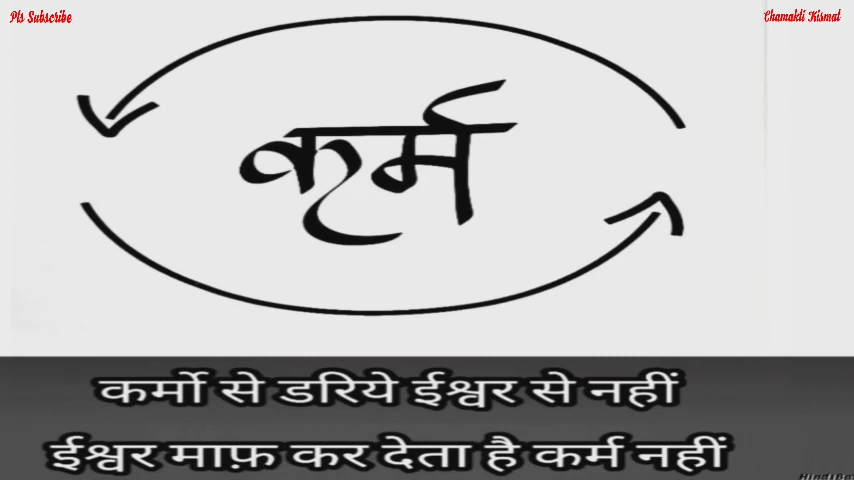 Pls Subscribe
Chamakti Kismat
कर्म
कर्मो से डरिये ईश्वर से नहीं
ईश्वर माफ़ कर देता है कर्म नहीं